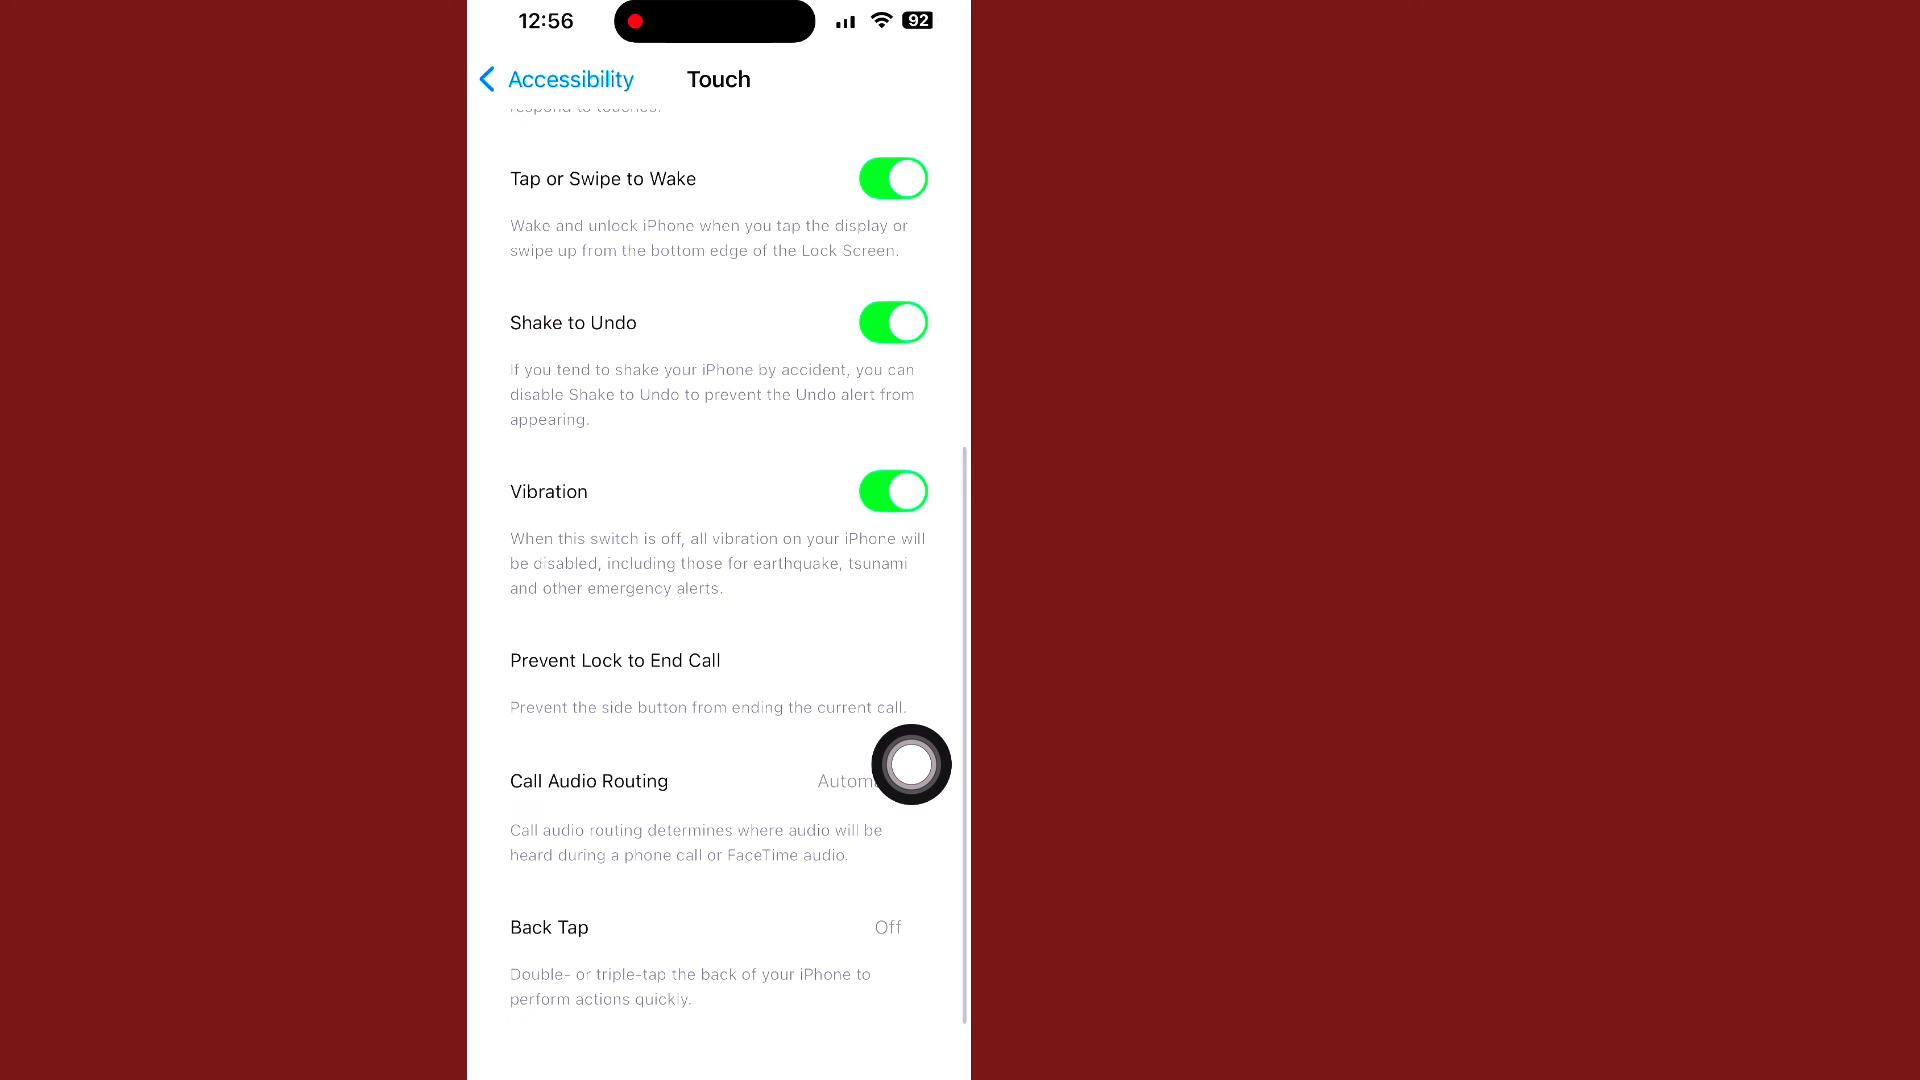 12:56
92
Accessibility
Touch
respond to touches.
Tap or Swipe to Wake
Wake and unlock iPhone when you tap the display or
swipe up from the bottom edge of the Lock Screen.
Shake to Undo
If you tend to shake your iPhone by accident, you can
disable Shake to Undo to prevent the Undo alert from
appearing.
Vibration
When this switch is off, all vibration on your iPhone will
be disabled, including those for earthquake, tsunami
and other emergency alerts.
Prevent Lock to End Call
Prevent the side button from ending the current call.
Call Audio Routing
Call audio routing determines where audio will be
heard during a phone call or FaceTime audio.
Back Tap
Off
Double- or triple-tap the back of your iPhone to
perform actions quickly.